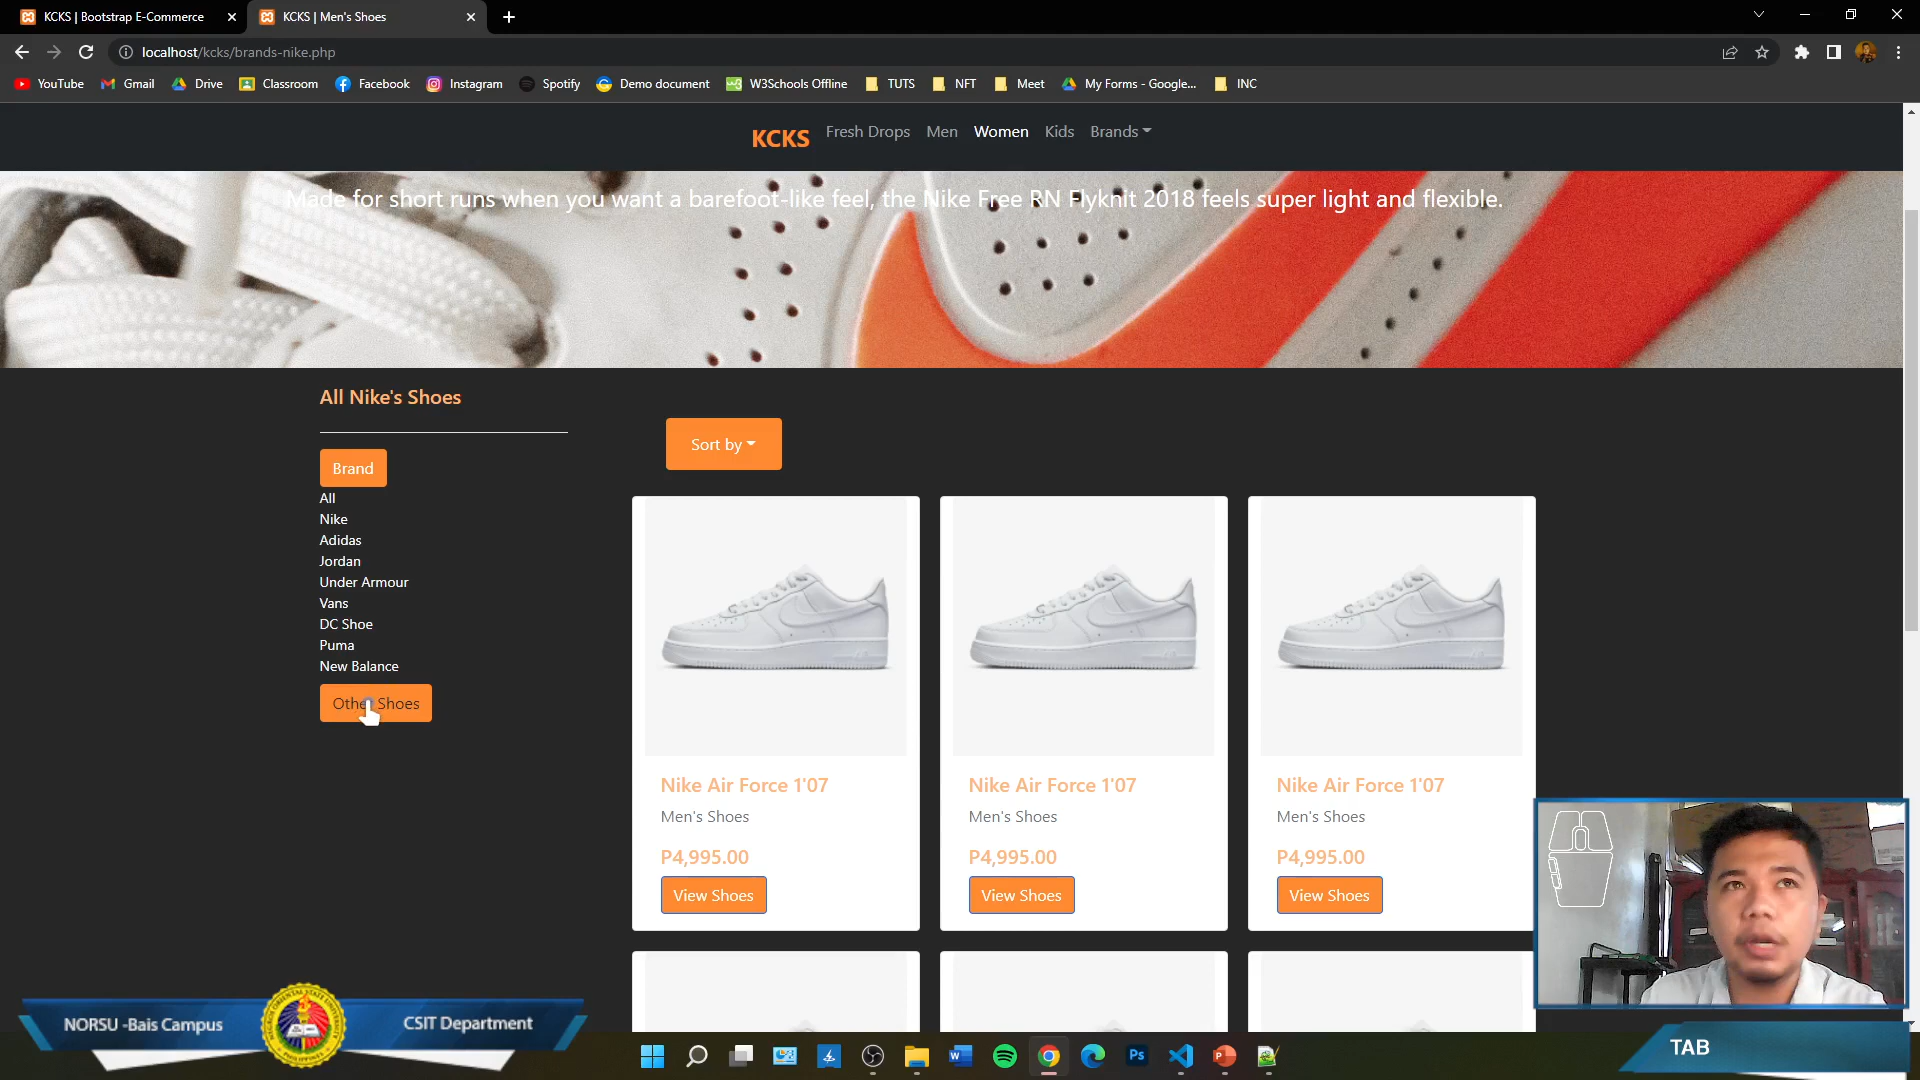 KCKS | Bootstrap E-Commerce
KCKS | Men's Shoes
localhost/kcks/brands-nike.php
YouTube
Gmail
Drive
Classroom
Facebook
Instagram
Spotify
Demo document
W3Schools Offline
TUTS
NFT
Meet
My Forms - Google...
INC
KCKS
Fresh Drops
Men
Women
Kids
Brands
Made for short runs when you want a barefoot-like feel, the Nike Free RN Flyknit 2018 feels super light and flexible.
All Nike's Shoes
Sort by
Brand
All
Nike
Adidas
Jordan
Under Armour
Vans
DC Shoe
Puma
New Balance
Other Shoes
Nike Air Force 1'07
Men's Shoes
P4,995.00
View Shoes
Nike Air Force 1'07
Men's Shoes
P4,995.00
View Shoes
Nike Air Force 1'07
Men's Shoes
P4,995.00
View Shoes
NORSU -Bais Campus
CSIT Department
Ps
TAB